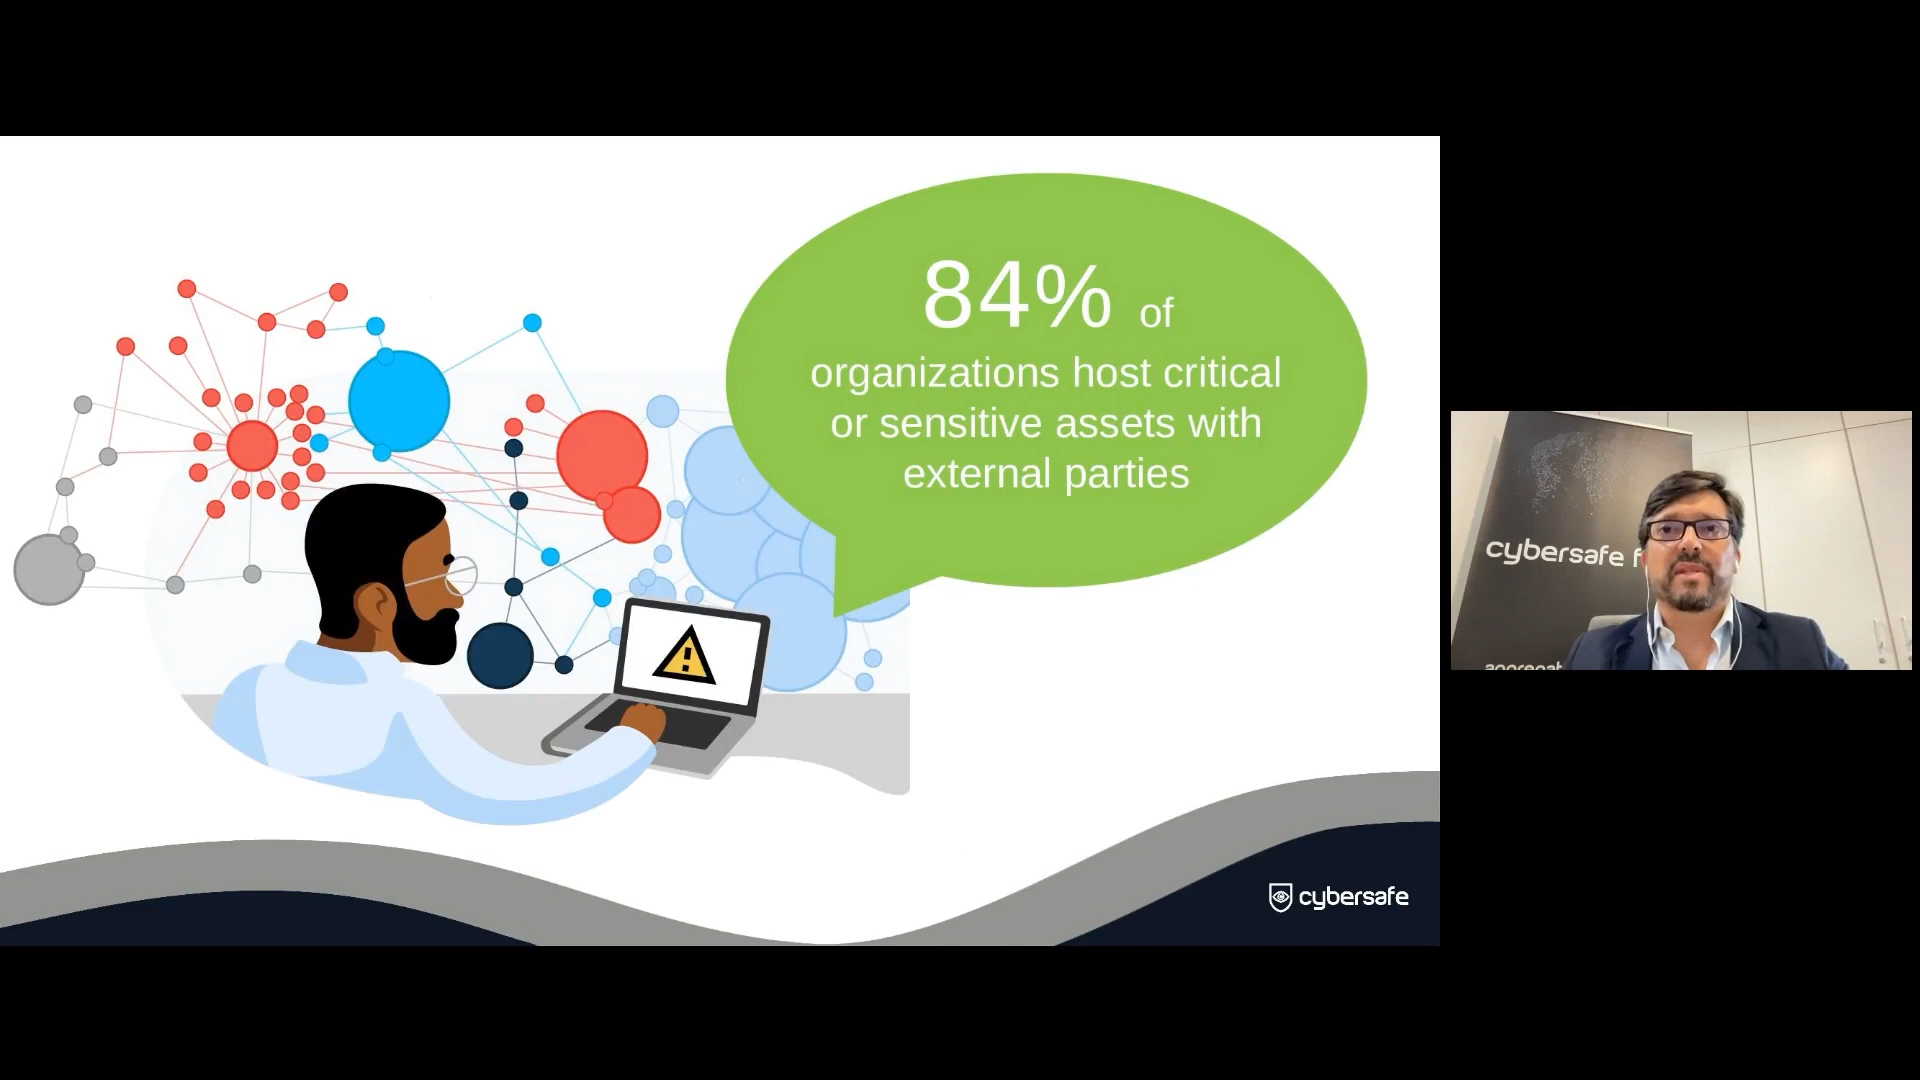 84% of
organizations host critical
or sensitive assets with
external parties
cybersafe
cybersafe